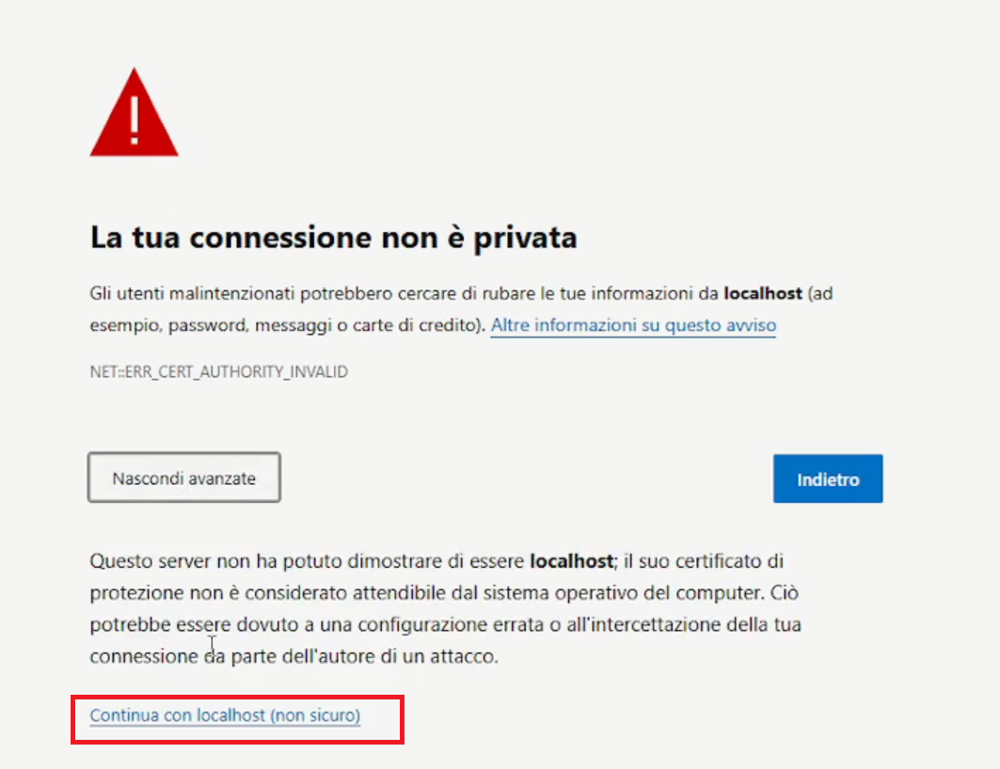 La tua connessione non è privata
Gli utenti malintenzionati potrebbero cercare di rubare le tue informazioni da localhost (ad
esempio, password, messaggi o carte di credito). Altre informazioni su questo avviso
NET::ERR_CERT_AUTHORITY_INVALID
Nascondi avanzate
Indietro
Questo server non ha potuto dimostrare di essere localhost; il suo certificato di
protezione non è considerato attendibile dal sistema operativo del computer. Ciò
potrebbe essere dovuto a una configurazione errata o all'intercettazione della tua
connessione da parte dell'autore di un attacco.
Continua con localhost (non sicuro)